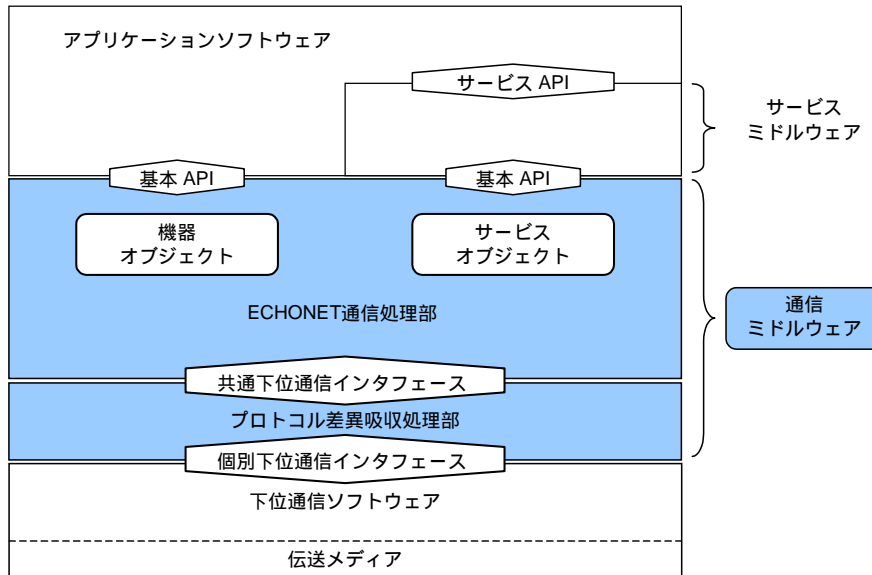 アプリケーションソフトウェア
サービス API
サービス
ミドルウェア
基本 API
基本 API
機器
オブジェクト
サービス
オブジェクト
ECHONET通信処理部
通信
ミドルウェア
共通下位通信インタフェース
プロトコル差異吸収処理部
個別下位通信インタフェース
下位通信ソフトウェア
伝送メディア